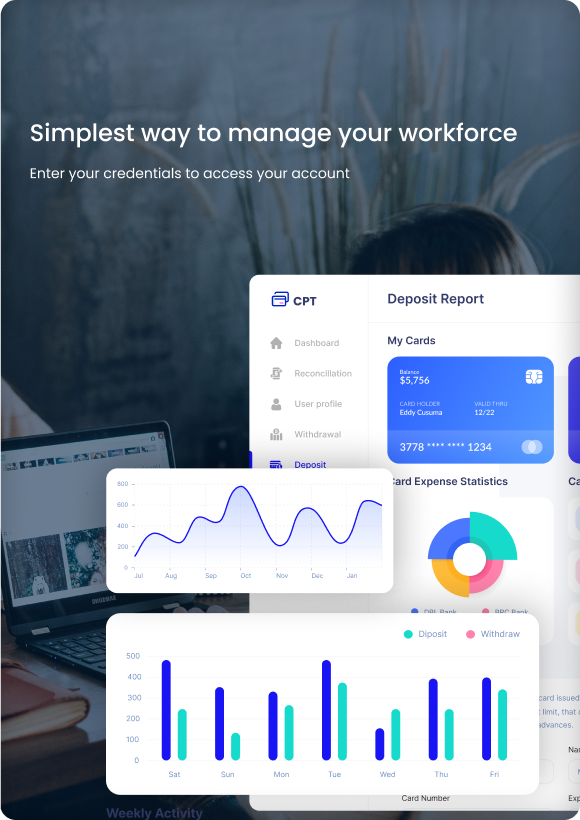 Simplest way to manage your workforce
Enter your credentials to access your account
CPT
Deposit Report
Dashboard
Reconcillation
User profile
Withdrawal
Deposit
My Cards
Balance
$5,756
CARD HOLDER
Eddy Cusuma
VALID THRU
12/22
3778 **** **** 1234
Card Expense Statistics
Ca
DBL Bank
BRC Bank
800
600
400
200
0
Jul
Aug
Sep
Oct
Nov
Dec
Jan
Diposit
Withdraw
500
400
300
200
100
0
Sat
Sun
Mon
Tue
Wed
Thu
Fri
card issued
limit, that
advances.
Card Number
Weekly Activity